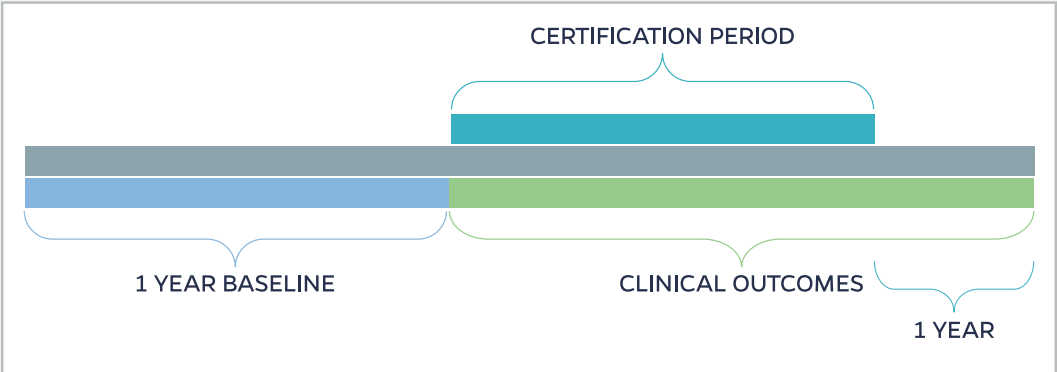 CERTIFICATION PERIOD
1 YEAR BASELINE
CLINICAL OUTCOMES
1 YEAR